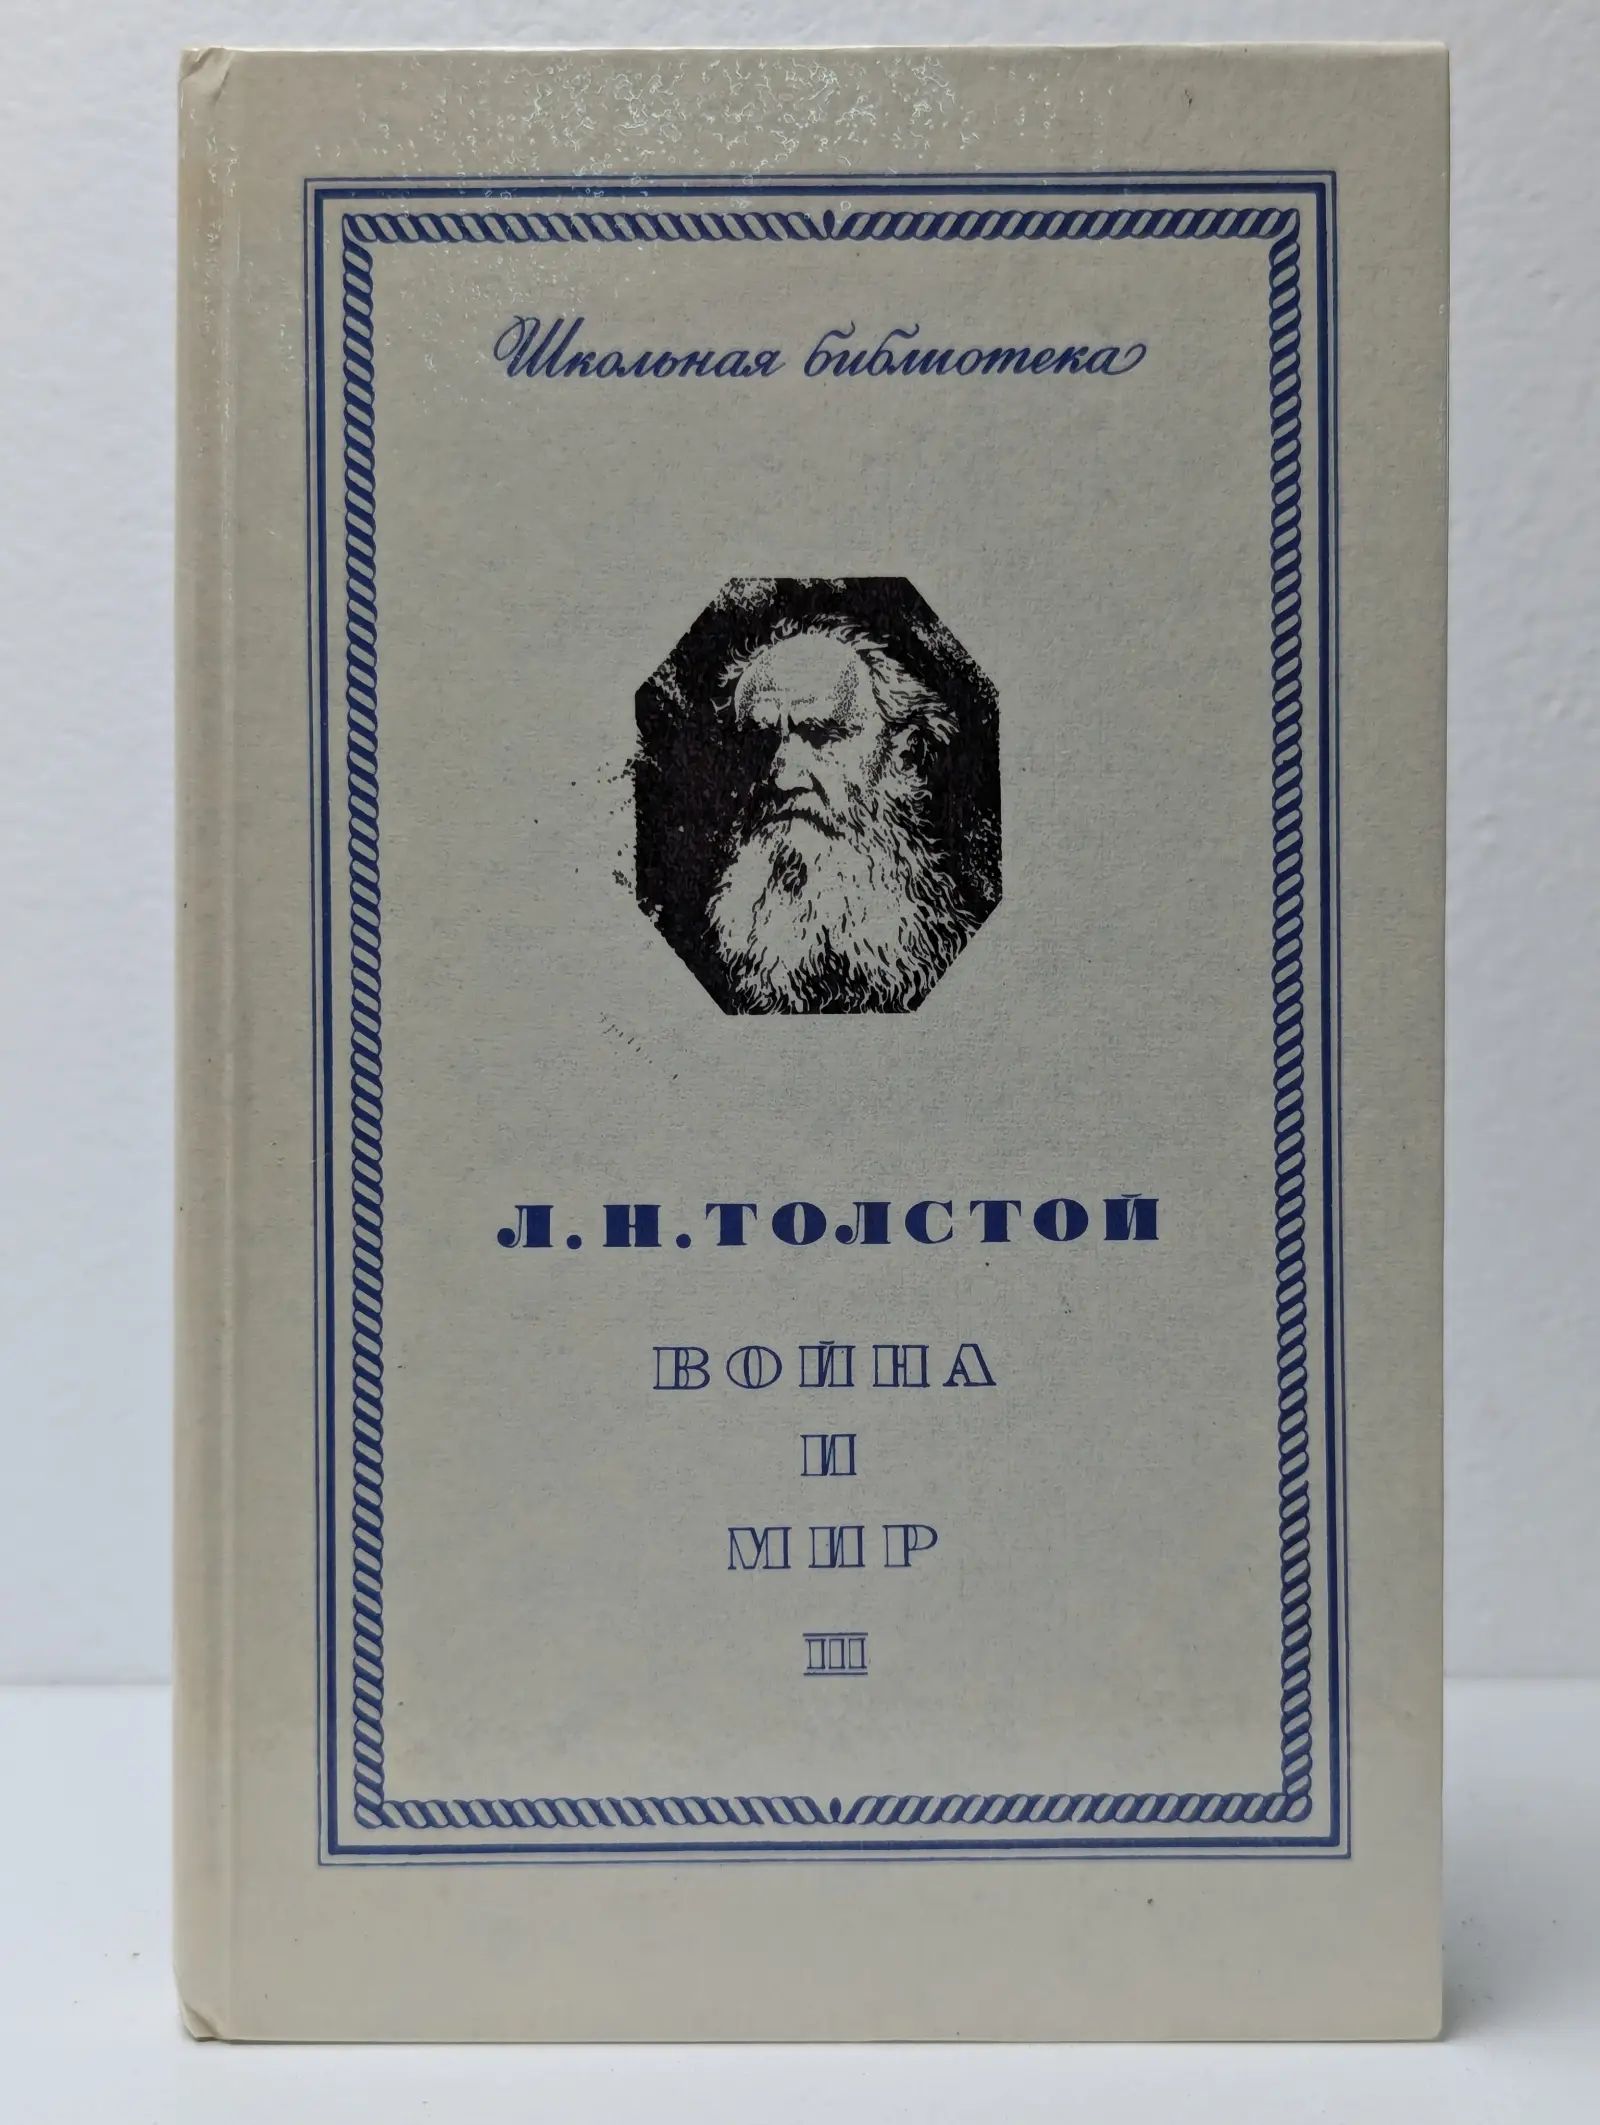 Школьная библиотека
Л.Н.ТОЛСТОЙ
ВОЙНА
И
МИР
III